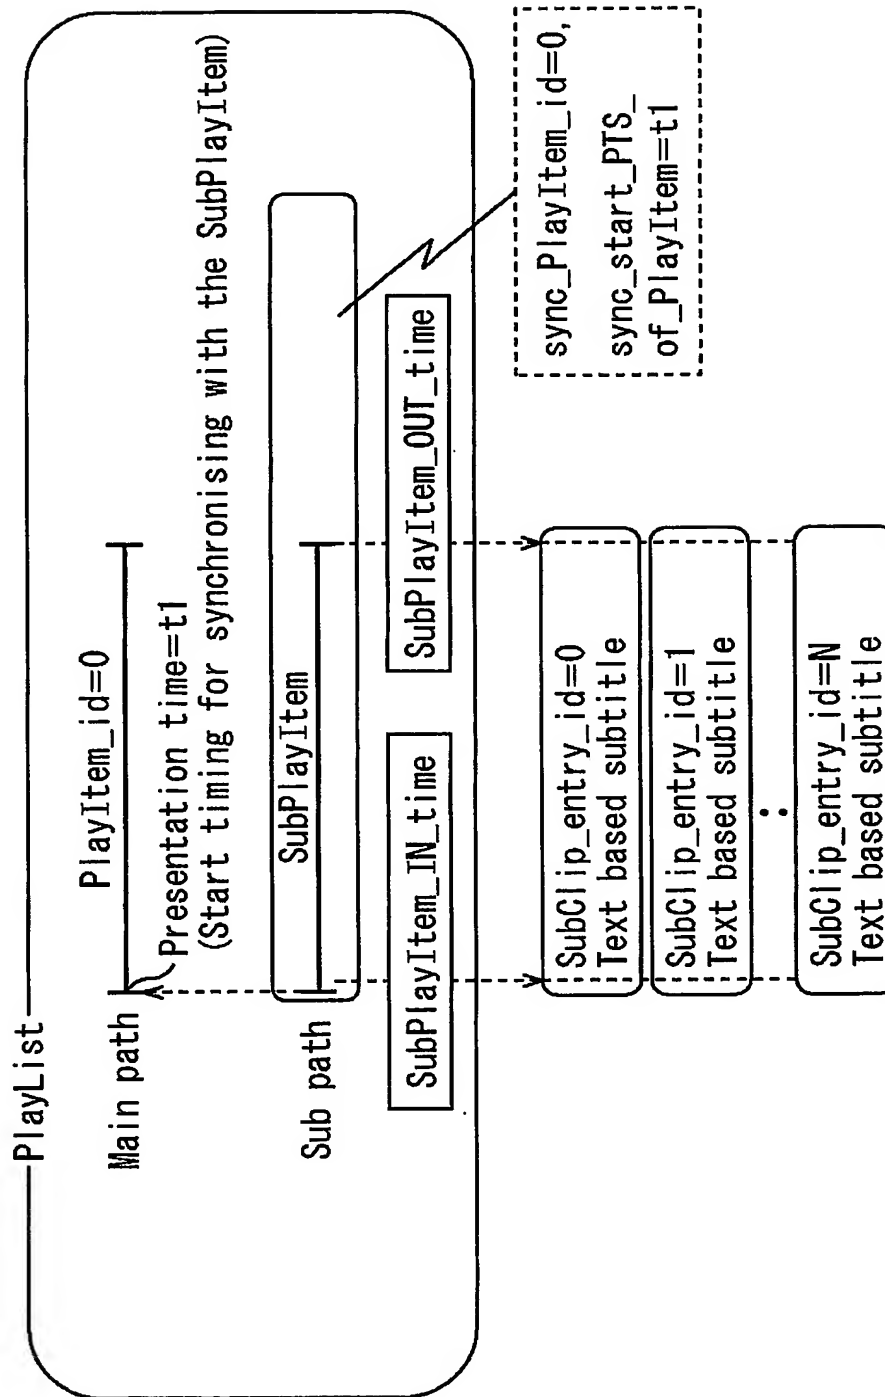 PlayList
PlayItem_id=0
Main path
Presentation time=t1
(Start timing for synchronising with the SubPlayItem)
SubPlayItem
Sub path
SubPlayItem_IN_time
SubPlayItem_OUT_time
sync_PlayItem_id=0,
sync_start_PTS_
of_PlayItem=t1
SubClip_entry_id=0
Text based subtitle
SubClip_entry_id=1
Text based subtitle
SubClip_entry_id=N
Text based subtitle